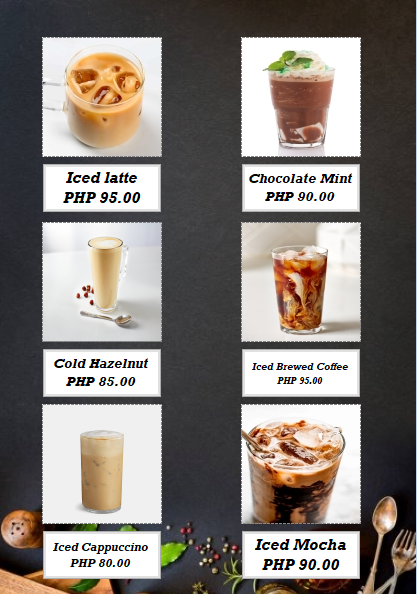 Iced latte
PHP 95.00
Chocolate Mint
PHP 90.00
Cold Hazelnut
PHP 85.00
Iced Brewed Coffee
PHP 95.00
Iced Cappuccino
PHP 80.00
Iced Mocha
PHP 90.00